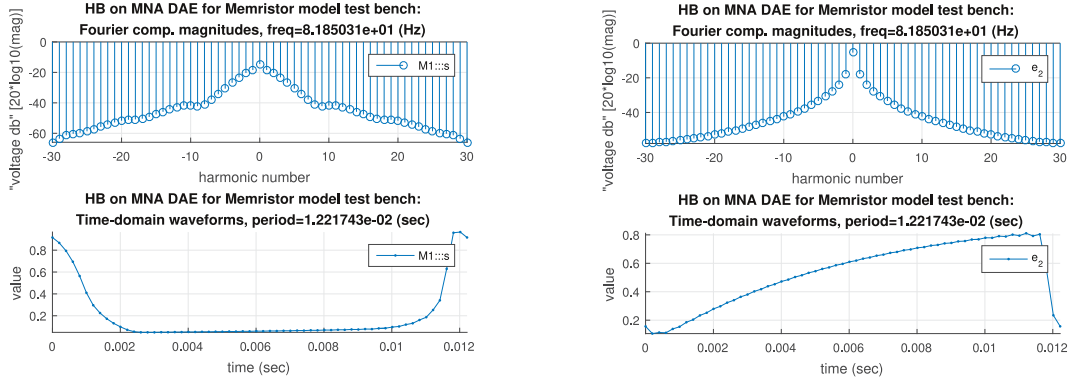 HB on MNA DAE for Memristor model test bench:
Fourier comp. magnitudes, freq=8.185031e+01 (Hz)
"voltage db" [20*log10(mag)]
0
-20
-40
-60
M1:::s
-30 -20 -10 0 10 20 30
harmonic number
HB on MNA DAE for Memristor model test bench:
Time-domain waveforms, period=1.221743e-02 (sec)
value
0.8
0.6
0.4
0.2
M1:::s
0 0.002 0.004 0.006 0.008 0.01 0.012
time (sec)
HB on MNA DAE for Memristor model test bench:
Fourier comp. magnitudes, freq=8.185031e+01 (Hz)
"voltage db" [20*log10(mag)]
0
-20
-40
e₂
-30 -20 -10 0 10 20 30
harmonic number
HB on MNA DAE for Memristor model test bench:
Time-domain waveforms, period=1.221743e-02 (sec)
value
0.8
0.6
0.4
0.2
e₂
0 0.002 0.004 0.006 0.008 0.01 0.012
time (sec)